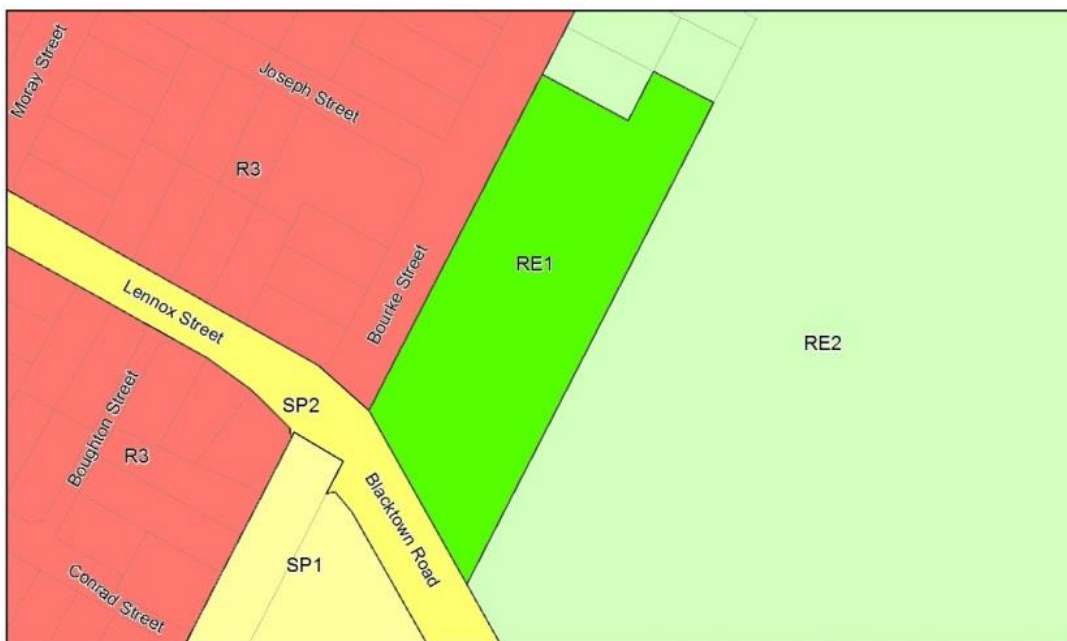 Moray Street
Joseph Street
R3
RE1
Bourke Street
Lennox Street
RE2
SP2
Boughton Street
R3
Blacktown Road
SP1
Conrad Street